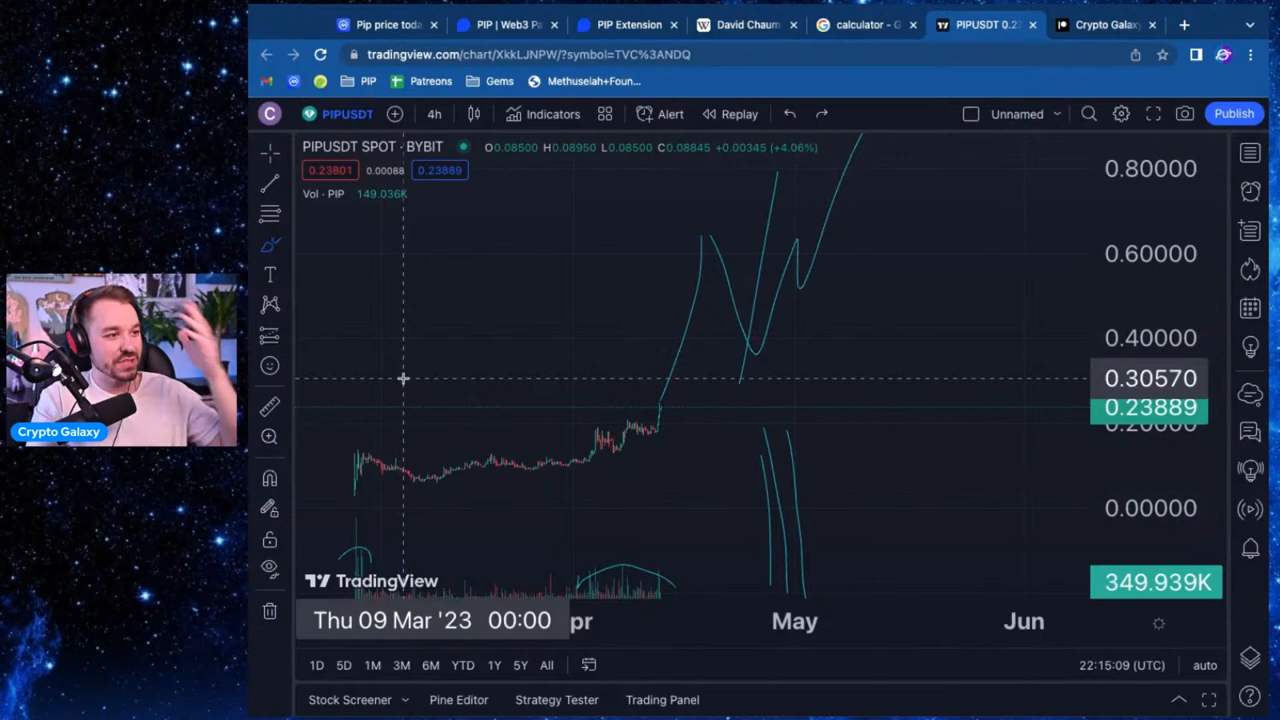 Pip price toda
PIP | Web3 Pa
PIP Extension
David Chaum
calculator - G
PIPUSDT 0.23
Crypto Galax
tradingview.com/chart/XkkLJNPW/?symbol=TVC%3ANDQ
PIP
Patreons
Gems
Methuselah+Foun...
C
PIPUSDT
4h
Indicators
Alert
Replay
Unnamed
Publish
PIPUSDT SPOT · BYBIT
O0.08500 H0.08950 L0.08500 C0.08845 +0.00345 (+4.06%)
0.23801
0.00088
0.23889
Vol · PIP 149.036K
0.80000
0.60000
0.40000
0.30570
0.23889
0.20000
0.00000
349.939K
Crypto Galaxy
TradingView
Thu 09 Mar '23 00:00
pr
May
Jun
1D 5D 1M 3M 6M YTD 1Y 5Y All
22:15:09 (UTC)
auto
Stock Screener
Pine Editor
Strategy Tester
Trading Panel